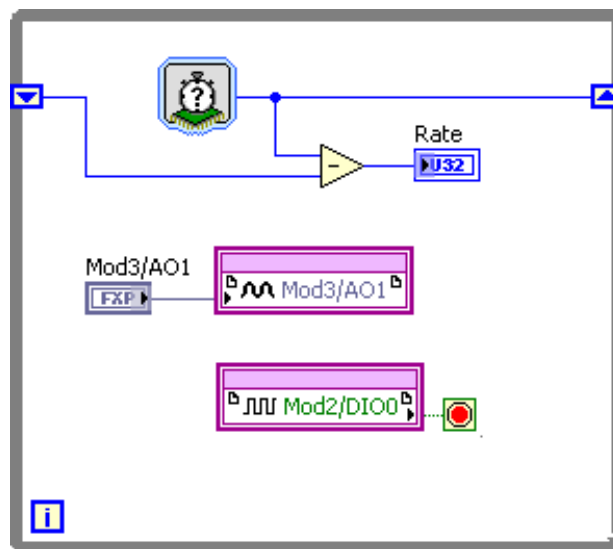 ?
Rate
-
U32
Mod3/AO1
FXP
Mod3/AO1
Mod2/DIO0
i